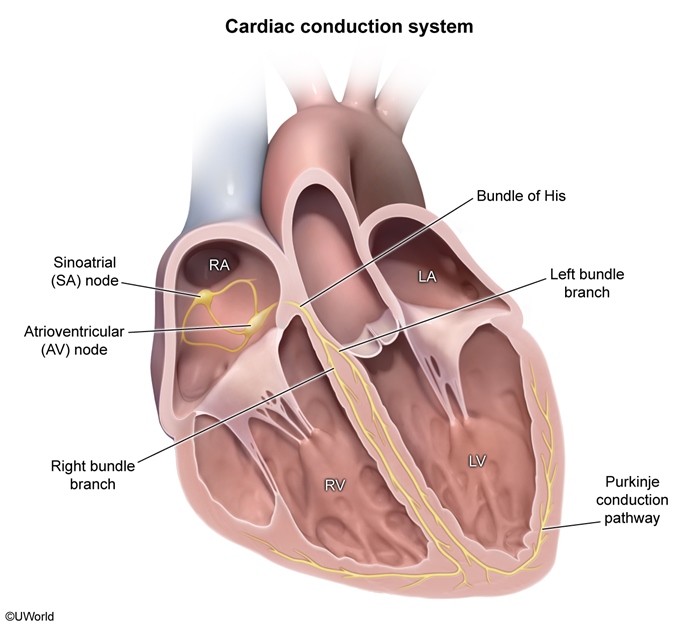 Cardiac conduction system
Bundle of His
RA
Sinoatrial
(SA) node
LA
Left bundle
branch
Atrioventricular
(AV) node
Right bundle
branch
RV
LV
Purkinje
conduction
pathway
©UWorld